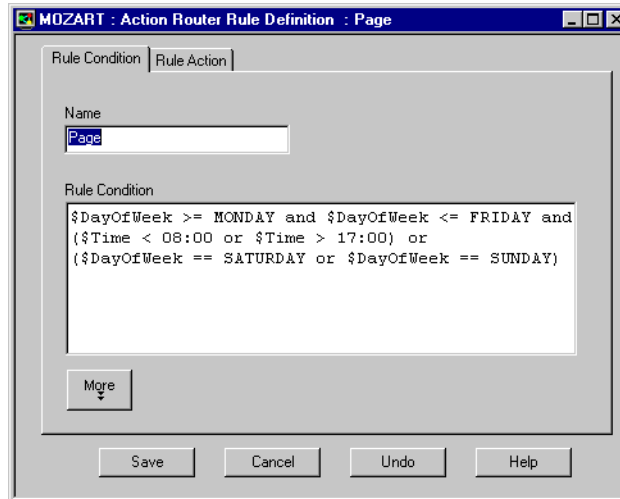 MOZART : Action Router Rule Definition : Page
Rule Condition Rule Action
Name
Page
Rule Condition
$DayOfWeek >= MONDAY and $DayOfWeek <= FRIDAY and
($Time < 08:00 or $Time > 17:00) or
($DayOfWeek == SATURDAY or $DayOfWeek == SUNDAY)
More
Save Cancel Undo Help